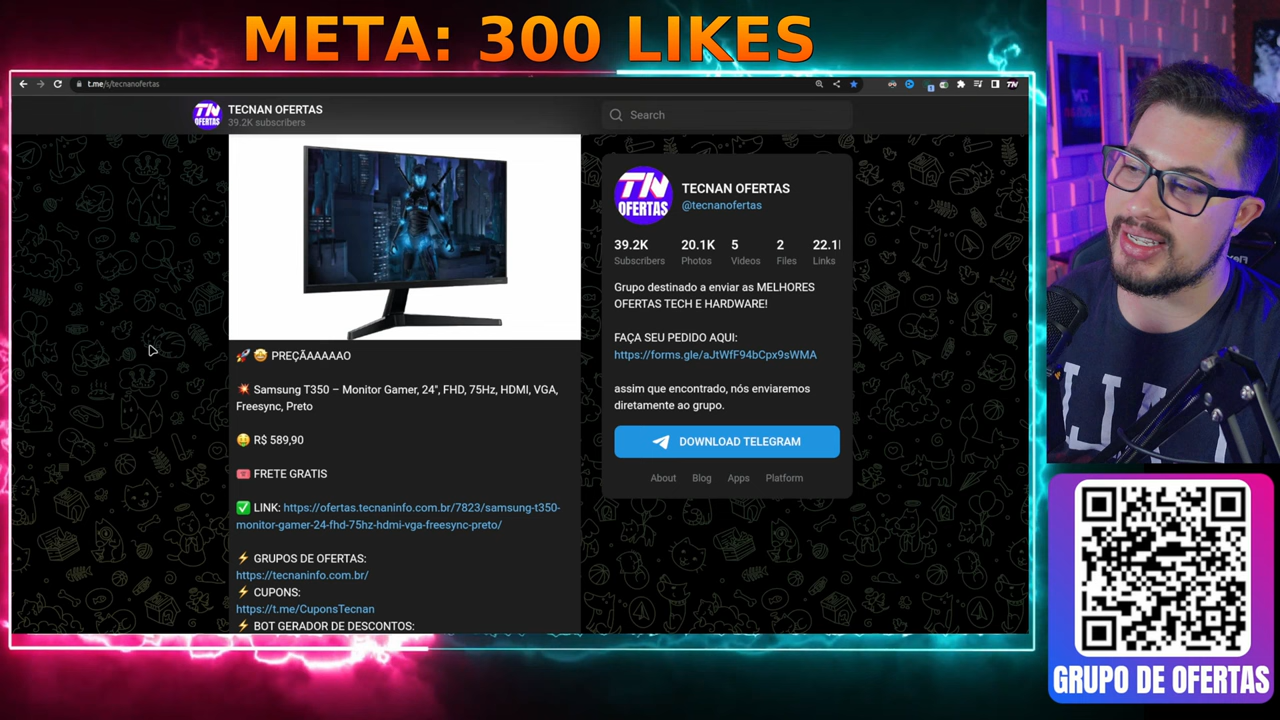 META: 300 LIKES
t.me/s/tecnanofertas
TN
TN
OFERTAS
TECNAN OFERTAS
39.2K subscribers
Search
🚀 🤩 PREÇÃAAAAAO
💥 Samsung T350 – Monitor Gamer, 24", FHD, 75Hz, HDMI, VGA,
Freesync, Preto
🤑 R$ 589,90
🎟️ FRETE GRATIS
✅ LINK: https://ofertas.tecnaninfo.com.br/7823/samsung-t350-
monitor-gamer-24-fhd-75hz-hdmi-vga-freesync-preto/
⚡ GRUPOS DE OFERTAS:
https://tecnaninfo.com.br/
⚡ CUPONS:
https://t.me/CuponsTecnan
⚡ BOT GERADOR DE DESCONTOS:
TN
OFERTAS
TECNAN OFERTAS
@tecnanofertas
39.2K 20.1K 5 2 22.1
Subscribers Photos Videos Files Links
Grupo destinado a enviar as MELHORES
OFERTAS TECH E HARDWARE!
FAÇA SEU PEDIDO AQUI:
https://forms.gle/aJtWfF94bCpx9sWMA
assim que encontrado, nós enviaremos
diretamente ao grupo.
DOWNLOAD TELEGRAM
About Blog Apps Platform
GRUPO DE OFERTAS